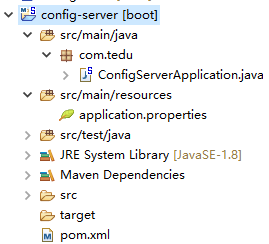 config-server [boot]
src/main/java
com.tedu
ConfigServerApplication.java
src/main/resources
application.properties
src/test/java
JRE System Library [JavaSE-1.8]
Maven Dependencies
src
target
pom.xml